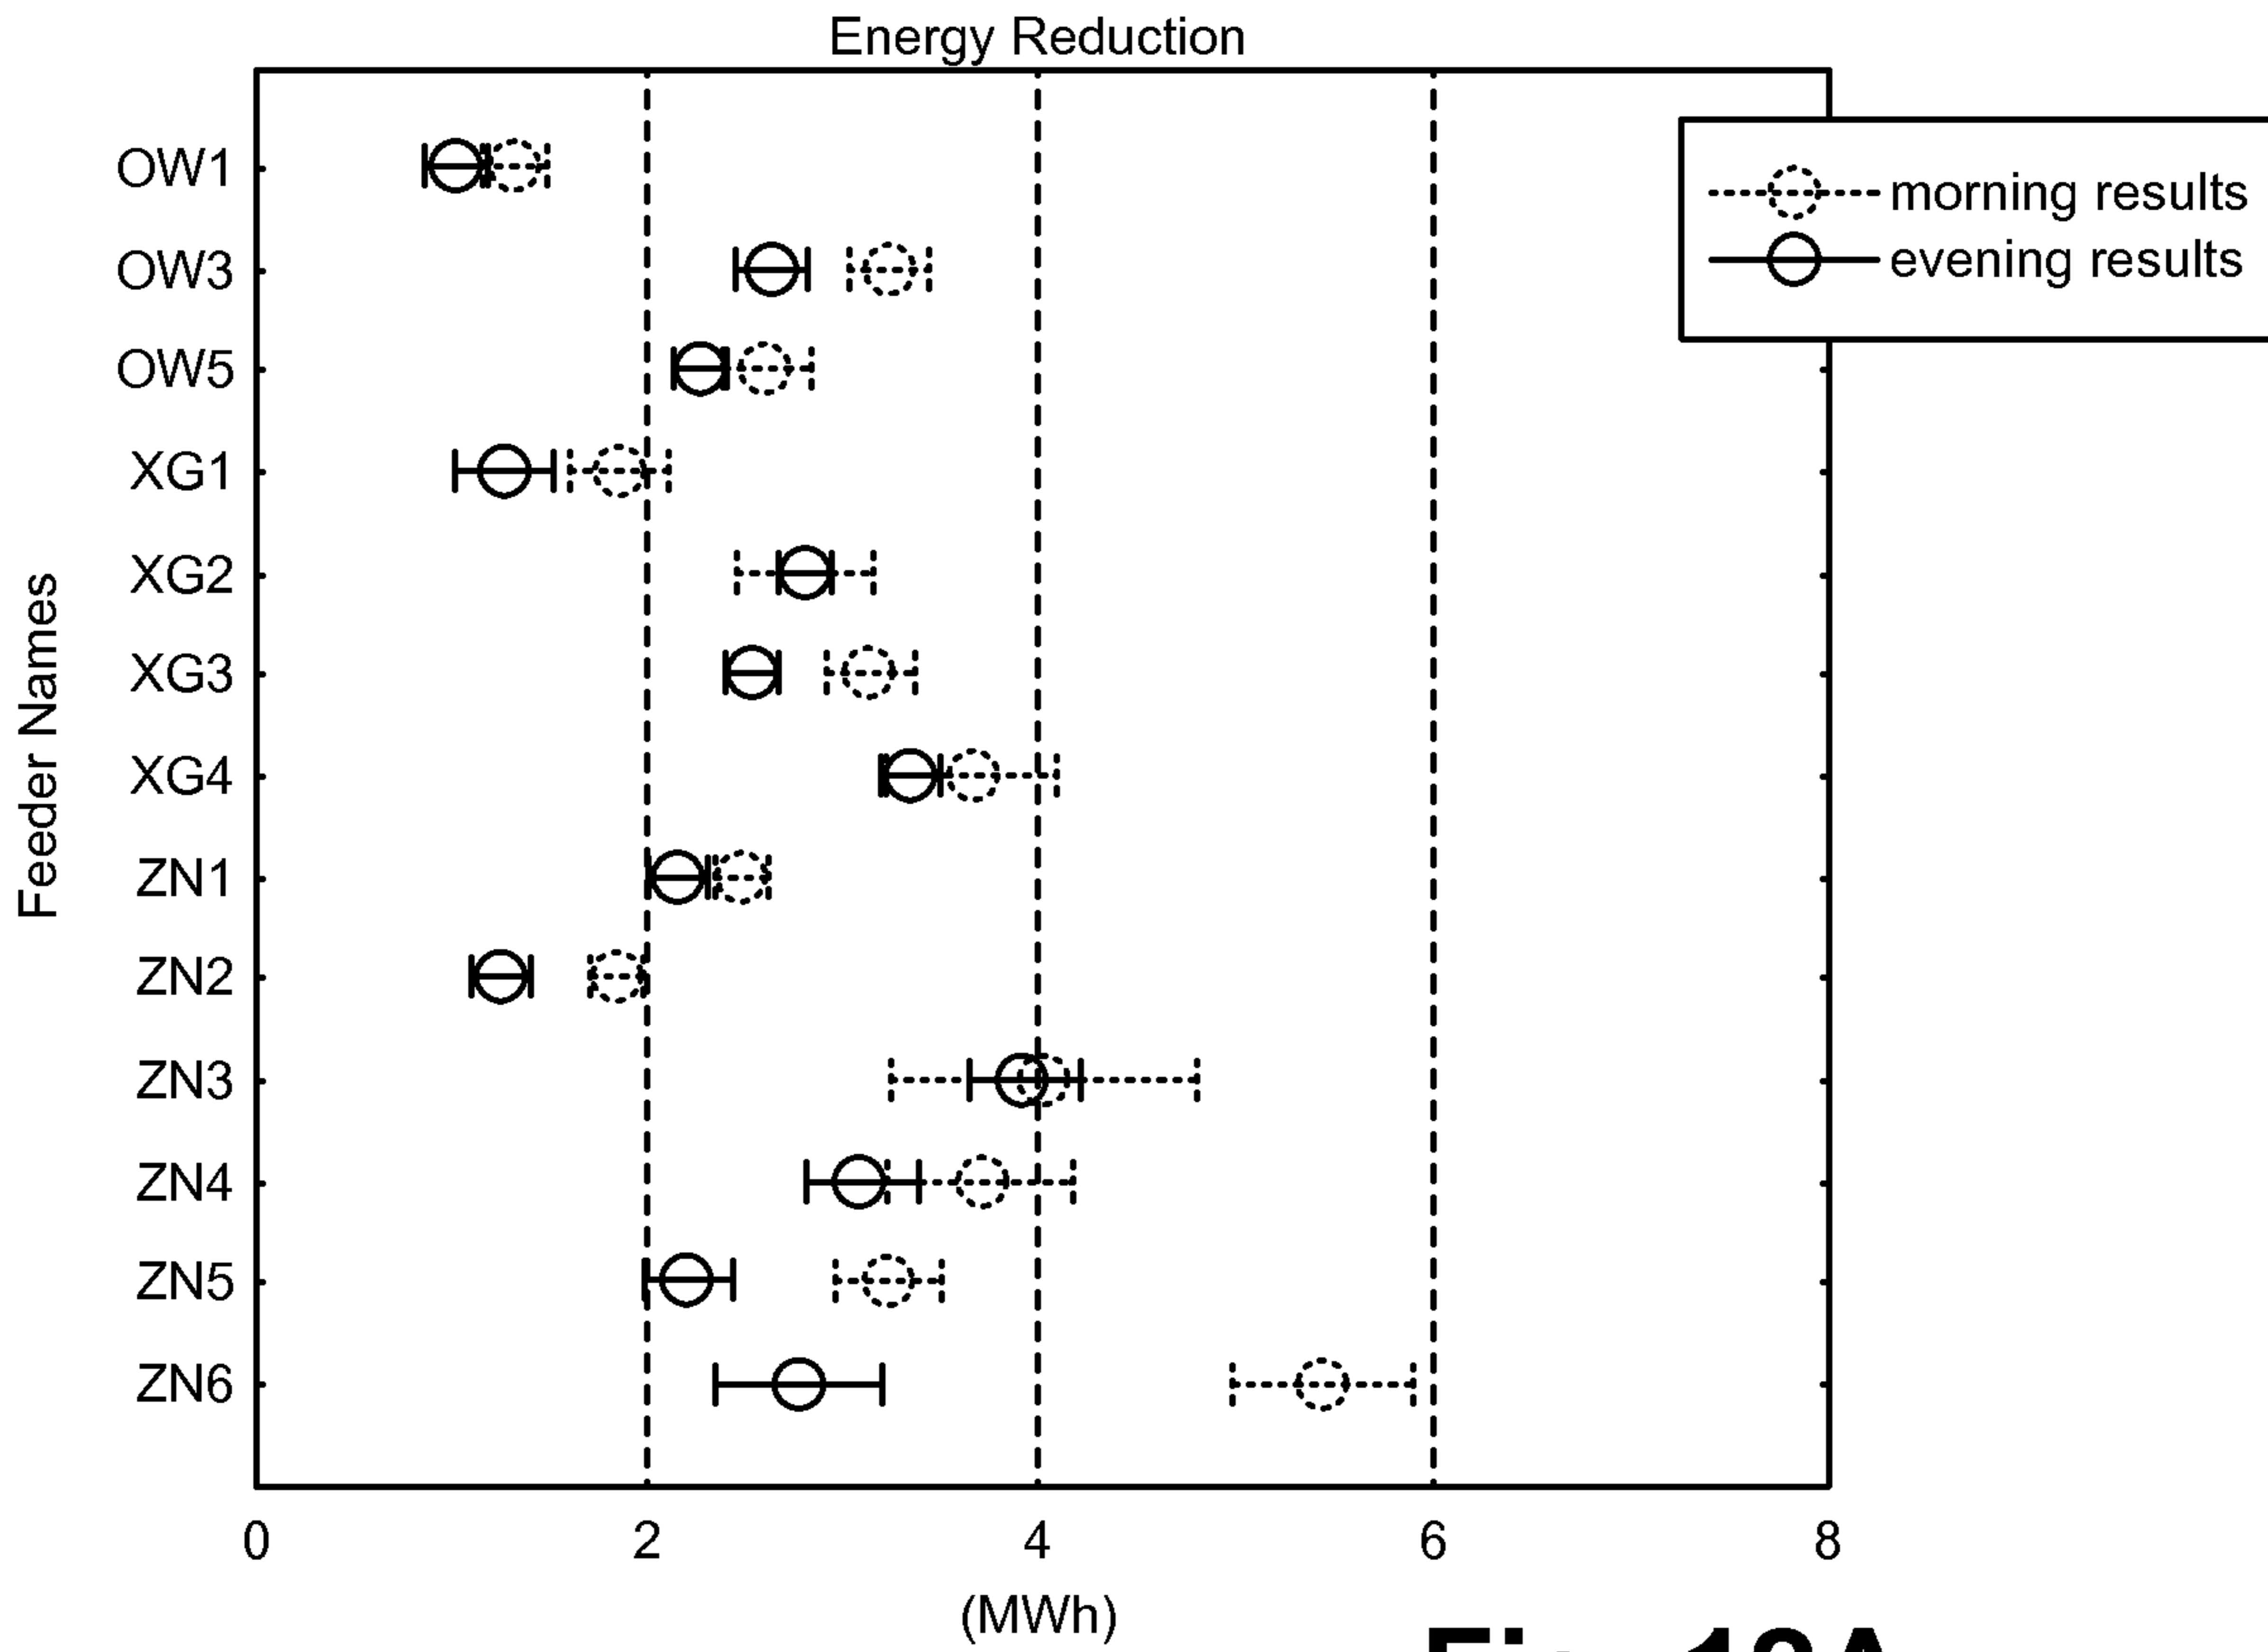 Energy Reduction
morning results
evening results
Feeder Names
OW1
OW3
OW5
XG1
XG2
XG3
XG4
ZN1
ZN2
ZN3
ZN4
ZN5
ZN6
0 2 4 6 8
(MWh)